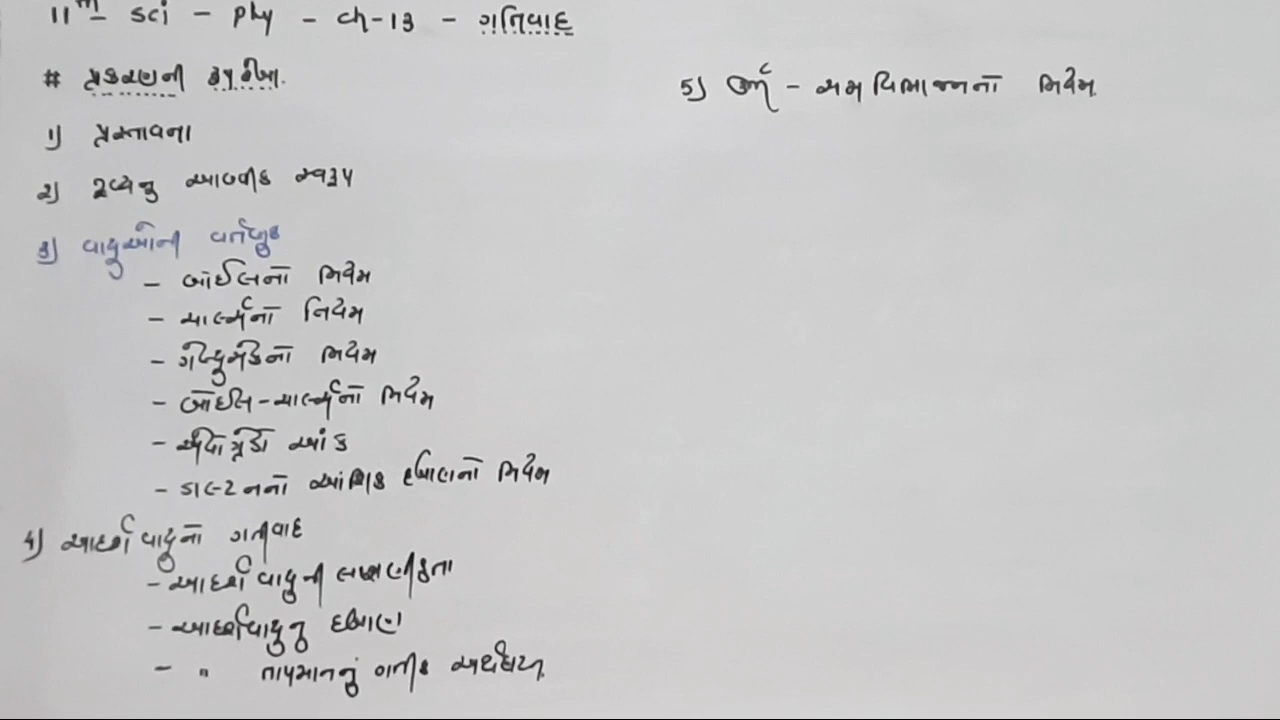 11th - sci - phy - ch-13 - ગતિવાદ
# પ્રકરણની રૂપરેખા.
1) પ્રસ્તાવના
2) દ્રવ્યનુ આણ્વીક સ્વરૂપ
3) વાયુઓની વર્તણુક
- બોઈલનો નિયમ
- ચાર્લ્સનો નિયમ
- ગેલ્યુસેકનો નિયમ
- બોઈલ-ચાર્લ્સનો નિયમ
- એવોગેડ્રો આંક
- ડાલ્ટનનો આંશિક દબાણનો નિયમ
4) આદર્શ વાયુનો ગતીવાદ
- આદર્શ વાયુની લાક્ષણીકતા
- આદર્શવાયુનુ દબાણ
- " તાપમાનનું ગતીક અર્થઘટન
5) ઊર્જા - સમવિભાજનનો નિયમ